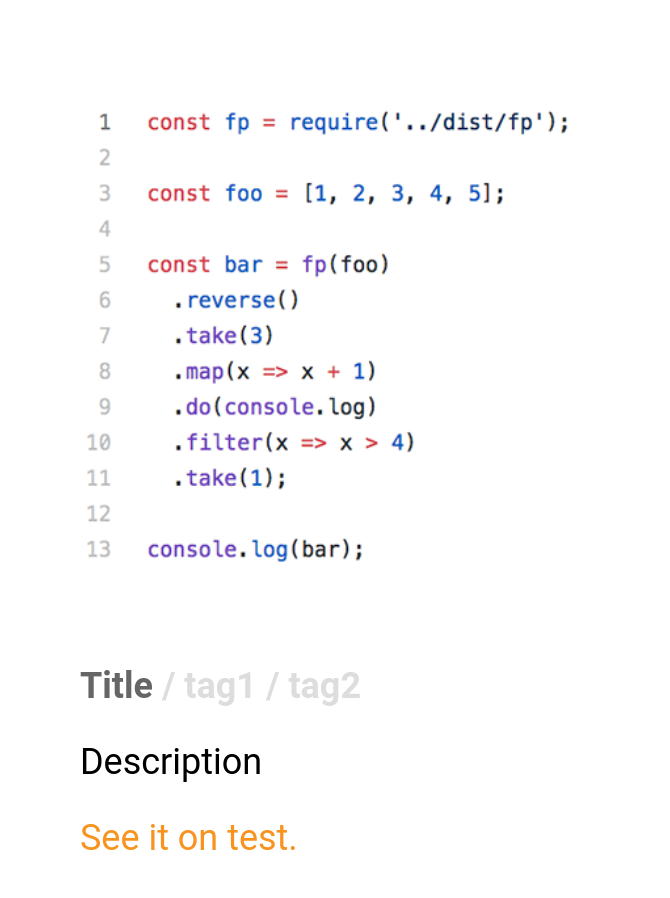 1 const fp = require('../dist/fp');
2
3 const foo = [1, 2, 3, 4, 5];
4
5 const bar = fp(foo)
6 .reverse()
7 .take(3)
8 .map(x => x + 1)
9 .do(console.log)
10 .filter(x => x > 4)
11 .take(1);
12
13 console.log(bar);
Title / tag1 / tag2
Description
See it on test.